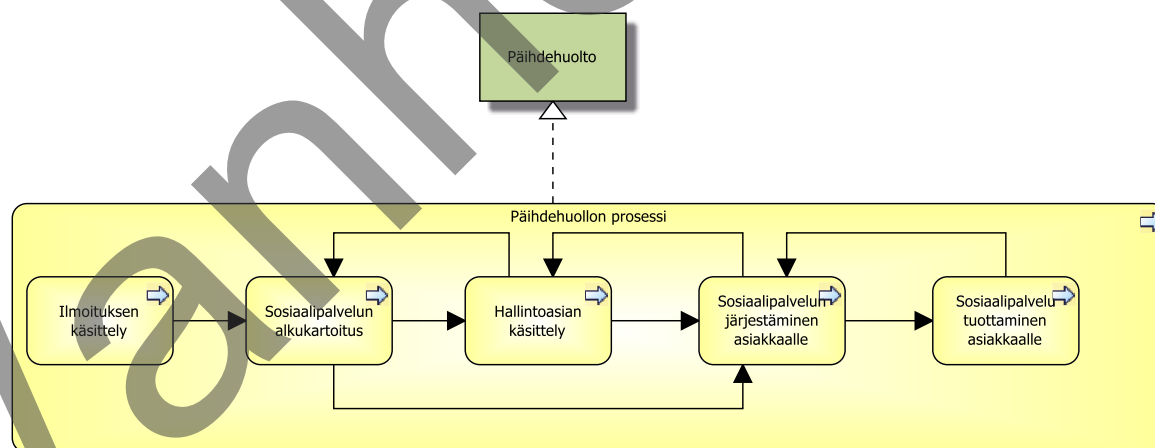 Päihdehuolto
Päihdehuollon prosessi
Ilmoituksen
käsittely
Sosiaalipalvelun
alkukartoitus
Hallintoasian
käsittely
Sosiaalipalvelun
järjestäminen
asiakkaalle
Sosiaalipalvelu
tuottaminen
asiakkaalle